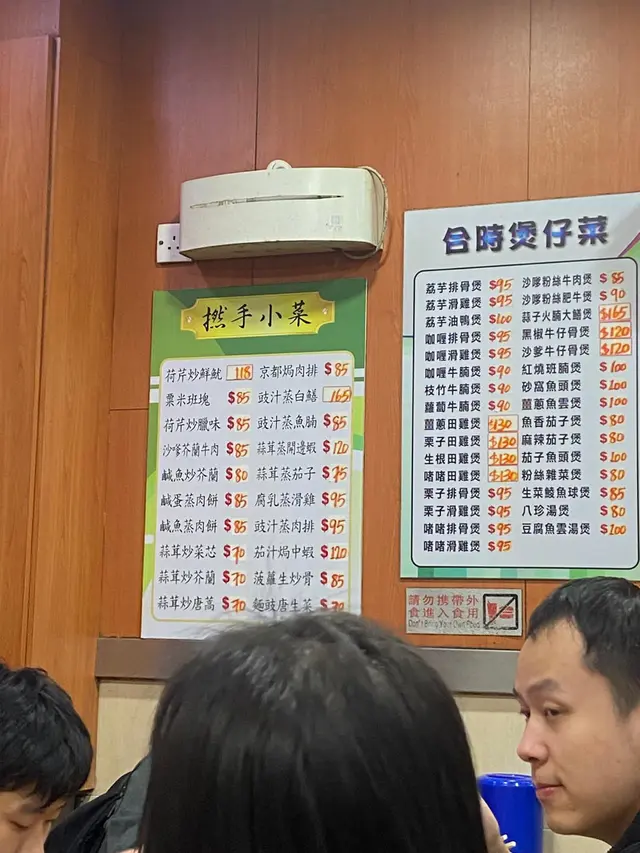 撚手小菜
荷芹炒鮮魷 118 京都焗肉排 $85
粟米班塊 $85 豉汁蒸白鱔 165
荷芹炒臘味 $85 豉汁蒸魚腩 $85
沙嗲芥蘭牛肉 $85 蒜茸蒸開邊蝦 $120
鹹魚炒芥蘭 $80 蒜茸蒸茄子 $75
鹹蛋蒸肉餅 $85 腐乳蒸滑雞 $95
鹹魚蒸肉餅 $85 豉汁蒸肉排 $95
蒜茸炒菜芯 $70 茄汁焗中蝦 $120
蒜茸炒芥蘭 $70 菠蘿生炒骨 $85
蒜茸炒唐萵 $70 麵豉唐生菜
合時煲仔菜
荔芋排骨煲 $95 沙嗲粉絲牛肉煲 $85
荔芋滑雞煲 $95 沙嗲粉絲肥牛煲 $90
荔芋油鴨煲 $100 蒜子火腩大鱔煲 $165
咖喱排骨煲 $95 黑椒牛仔骨煲 $120
咖喱滑雞煲 $95 沙爹牛仔骨煲 $120
咖喱牛腩煲 $90 紅燒班腩煲 $100
枝竹牛腩煲 $90 砂窩魚頭煲 $100
蘿蔔牛腩煲 $90 薑蔥魚雲煲 $100
薑蔥田雞煲 $130 魚香茄子煲 $80
栗子田雞煲 $130 麻辣茄子煲 $80
生根田雞煲 $130 茄子魚頭煲 $100
啫啫田雞煲 $130 粉絲雜菜煲 $80
栗子排骨煲 $95 生菜鯪魚球煲 $85
栗子滑雞煲 $95 八珍湯煲 $80
啫啫排骨煲 $95 豆腐魚雲湯煲 $100
啫啫滑雞煲 $95
請勿携帶外
食進入食用
Don't Bring Your Own Food